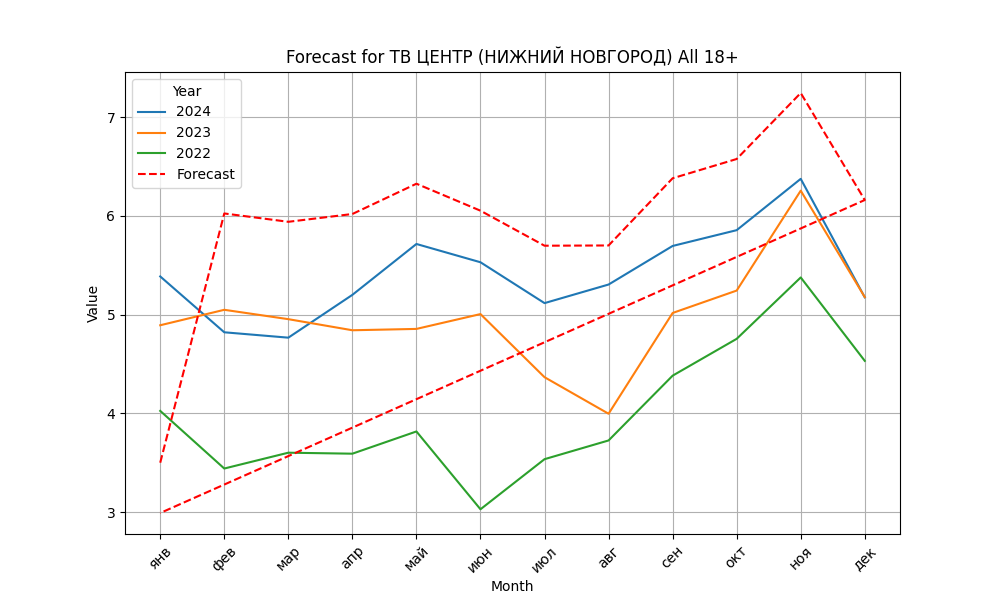 Forecast for ТВ ЦЕНТР (НИЖНИЙ НОВГОРОД) All 18+
Year
2024
2023
2022
Forecast
Value
7
6
5
4
3
янв
фев
мар
апр
май
июн
июл
авг
сен
окт
ноя
дек
Month